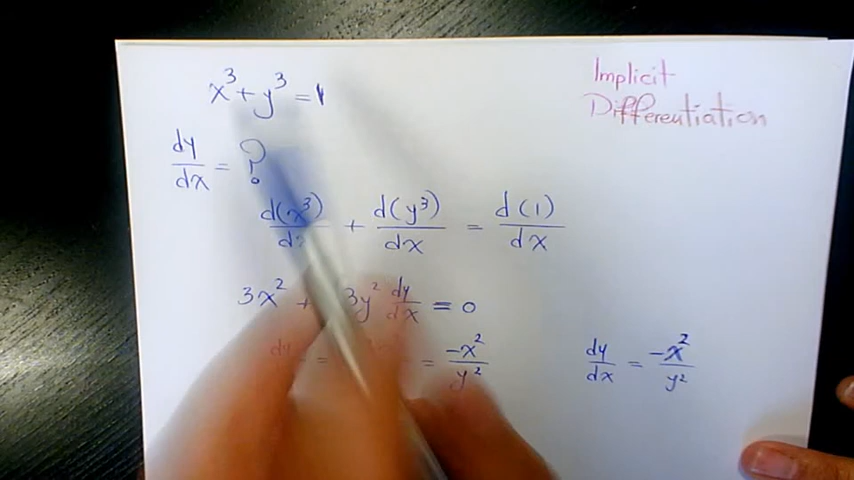 Implicit
Differentiation
x³ + y³ = 1
dy/dx = ?
d(x³)/dx + d(y³)/dx = d(1)/dx
3x² + 3y² dy/dx = 0
= -x²/y²
dy/dx = -x²/y²